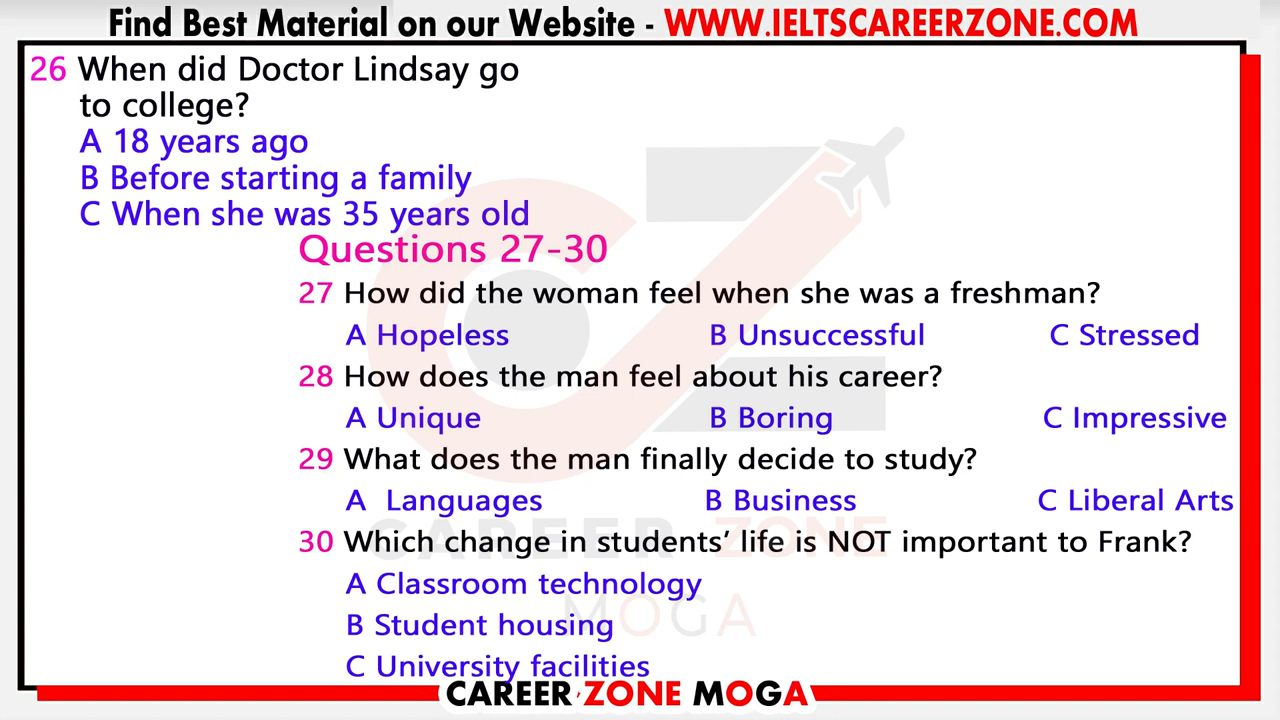 Find Best Material on our Website - WWW.IELTSCAREERZONE.COM
26 When did Doctor Lindsay go
to college?
A 18 years ago
B Before starting a family
C When she was 35 years old
Questions 27-30
27 How did the woman feel when she was a freshman?
A Hopeless B Unsuccessful C Stressed
28 How does the man feel about his career?
A Unique B Boring C Impressive
29 What does the man finally decide to study?
A Languages B Business C Liberal Arts
CAREER ZONE
30 Which change in students’ life is NOT important to Frank?
A Classroom technology
B Student housing
MOGA
C University facilities
CAREER ZONE MOGA